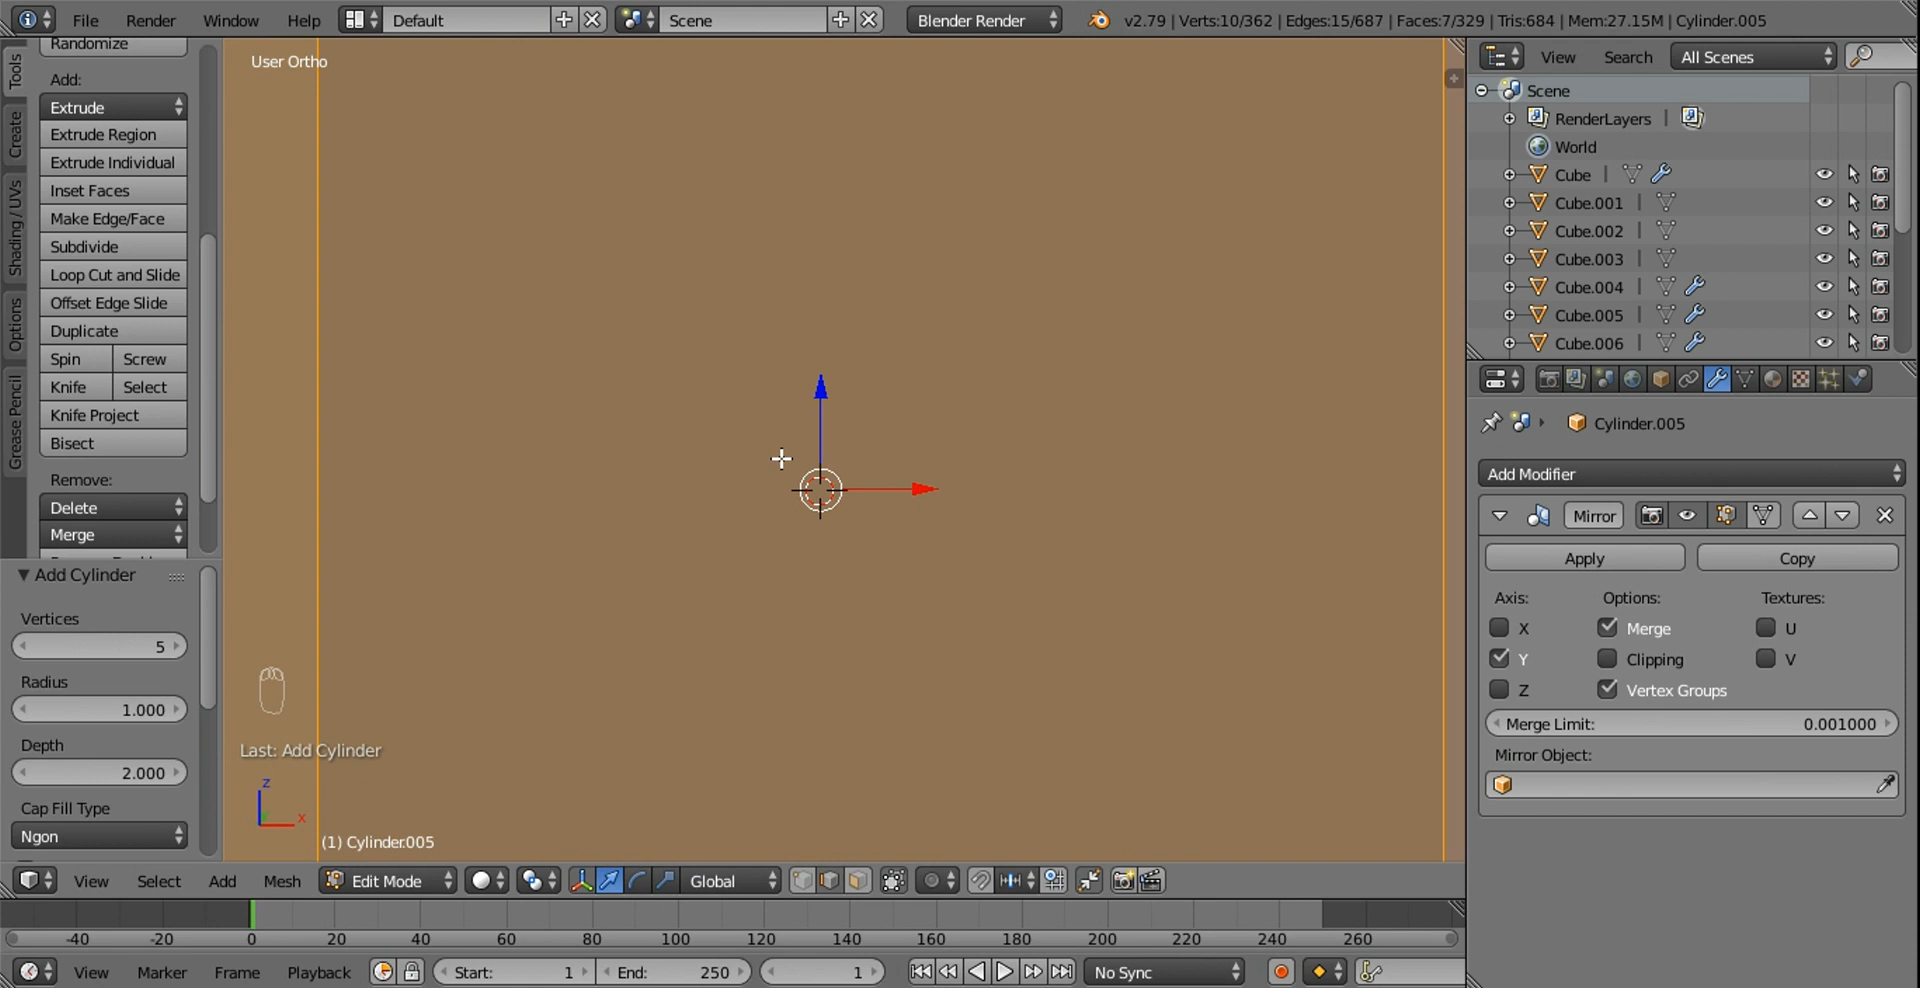 File Render Window Help Default Scene Blender Render v2.79 | Verts:10/362 | Edges:15/687 | Faces:7/329 | Tris:684 | Mem:27.15M | Cylinder.005
Tools
Create
Shading / UVs
Options
Grease Pencil
Randomize
Add:
Extrude
Extrude Region
Extrude Individual
Inset Faces
Make Edge/Face
Subdivide
Loop Cut and Slide
Offset Edge Slide
Duplicate
Spin Screw
Knife Select
Knife Project
Bisect
Remove:
Delete
Merge
Add Cylinder
Vertices
5
Radius
1.000
Depth
2.000
Cap Fill Type
Ngon
User Ortho
Last: Add Cylinder
z
x
(1) Cylinder.005
View Select Add Mesh Edit Mode Global
-40 -20 0 20 40 60 80 100 120 140 160 180 200 220 240 260
View Marker Frame Playback Start: 1 End: 250 1 No Sync
View Search All Scenes
Scene
RenderLayers |
World
Cube |
Cube.001 |
Cube.002 |
Cube.003 |
Cube.004 |
Cube.005 |
Cube.006 |
Cylinder.005
Add Modifier
Mirror
Apply Copy
Axis: Options: Textures:
X Merge U
Y Clipping V
Z Vertex Groups
Merge Limit: 0.001000
Mirror Object: